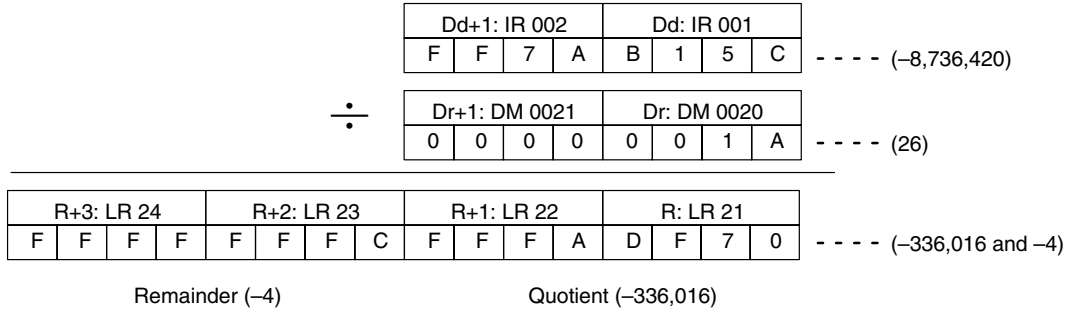 Dd+1: IR 002 Dd: IR 001
F F 7 A B 1 5 C - - - - (–8,736,420)
÷ Dr+1: DM 0021 Dr: DM 0020
0 0 0 0 0 0 1 A - - - - (26)
R+3: LR 24 R+2: LR 23 R+1: LR 22 R: LR 21
F F F F F F F C F F F A D F 7 0 - - - - (–336,016 and –4)
Remainder (–4) Quotient (–336,016)